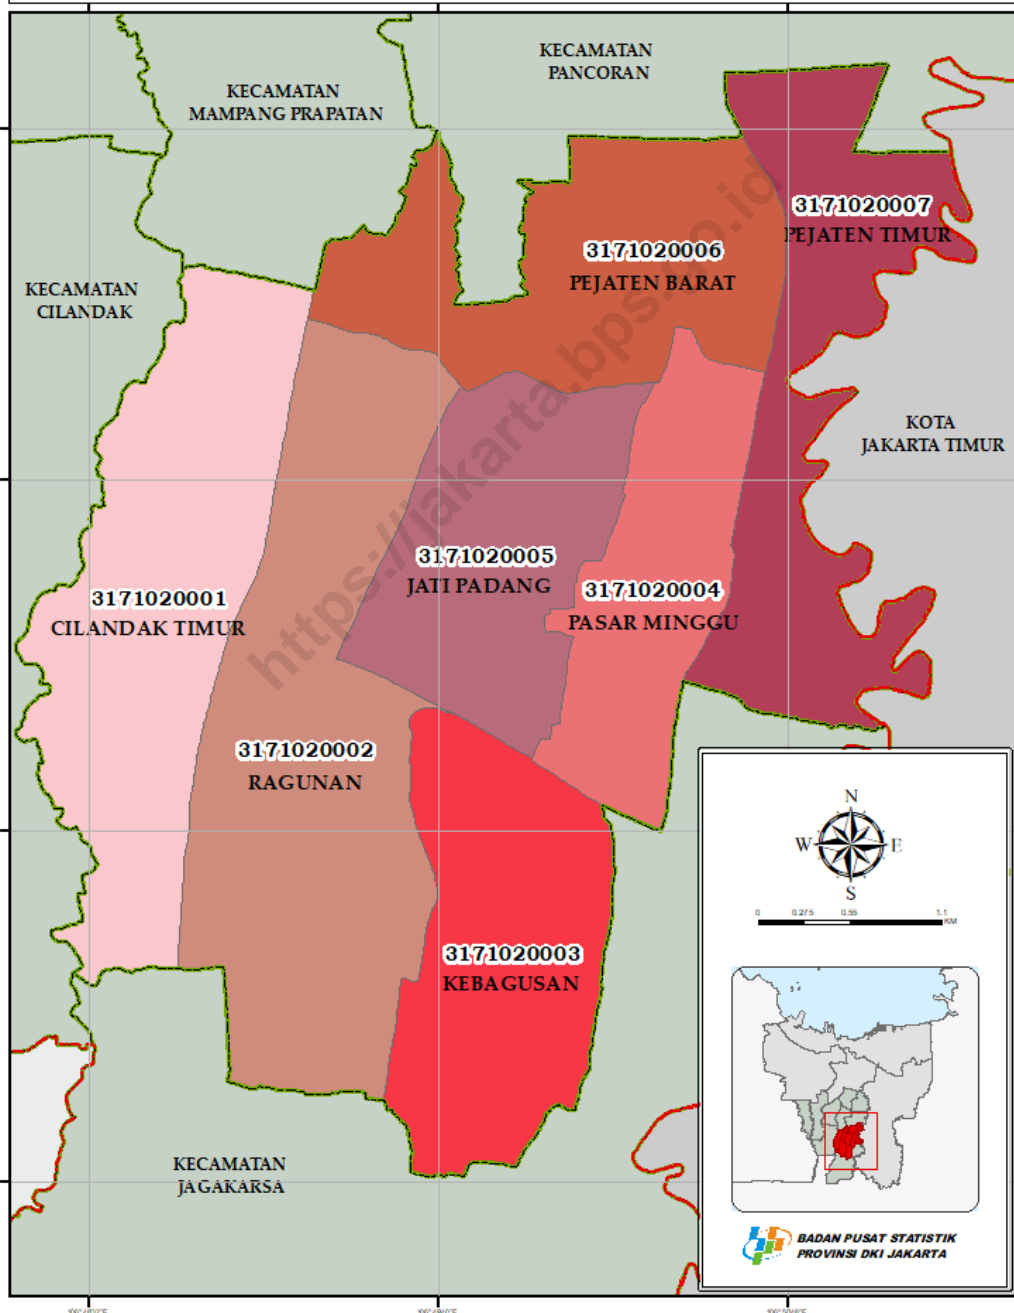 KECAMATAN
PANCORAN
KECAMATAN
MAMPANG PRAPATAN
3171020007
PEJATEN TIMUR
3171020006
PEJATEN BARAT
KECAMATAN
CILANDAK
KOTA
JAKARTA TIMUR
3171020005
JATI PADANG
3171020004
PASAR MINGGU
3171020001
CILANDAK TIMUR
3171020002
RAGUNAN
3171020003
KEBAGUSAN
KECAMATAN
JAGAKARSA
https://jakarta.bps.go.id
N
W E
S
0 0.275 0.55 1.1
KM
BADAN PUSAT STATISTIK
PROVINSI DKI JAKARTA